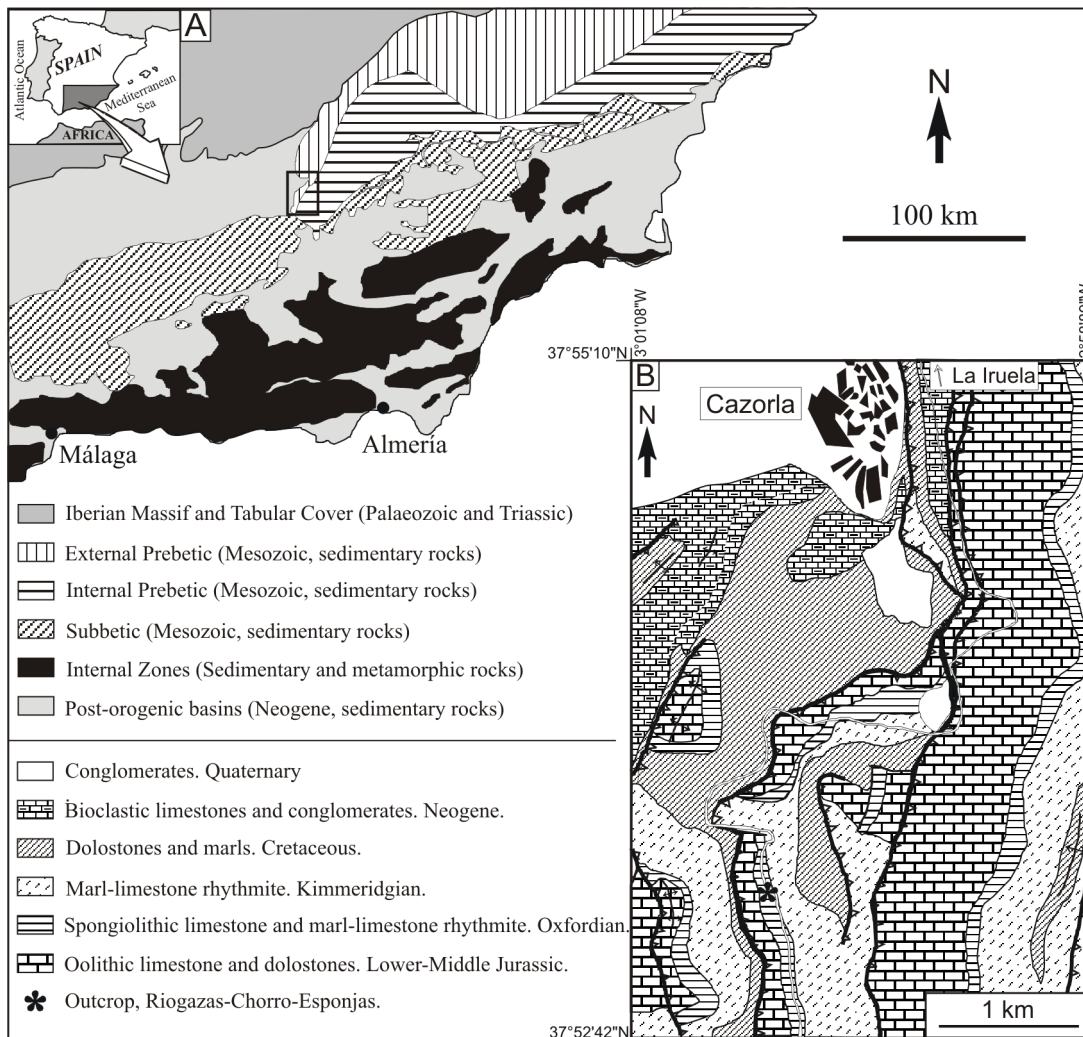 A
Atlantic Ocean
SPAIN
Mediterranean
Sea
AFRICA
N
100 km
Málaga
Almería
Iberian Massif and Tabular Cover (Palaeozoic and Triassic)
External Prebetic (Mesozoic, sedimentary rocks)
Internal Prebetic (Mesozoic, sedimentary rocks)
Subbetic (Mesozoic, sedimentary rocks)
Internal Zones (Sedimentary and metamorphic rocks)
Post-orogenic basins (Neogene, sedimentary rocks)
Conglomerates. Quaternary
Bioclastic limestones and conglomerates. Neogene.
Dolostones and marls. Cretaceous.
Marl-limestone rhythmite. Kimmeridgian.
Spongiolithic limestone and marl-limestone rhythmite. Oxfordian.
Oolithic limestone and dolostones. Lower-Middle Jurassic.
Outcrop, Riogazas-Chorro-Esponjas.
3°01'08"W
37°55'10"N
B
N
Cazorla
La Iruela
1 km
37°52'42"N